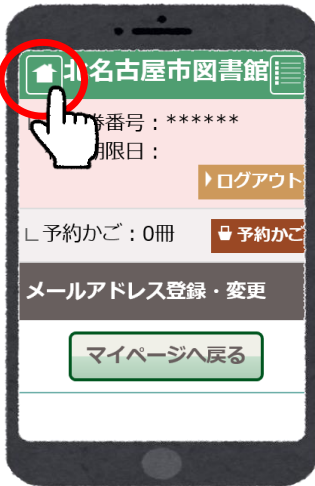 北名古屋市図書館
券番号：******
期限日：
ログアウト
∟予約かご：0冊
予約かご
メールアドレス登録・変更
マイページへ戻る